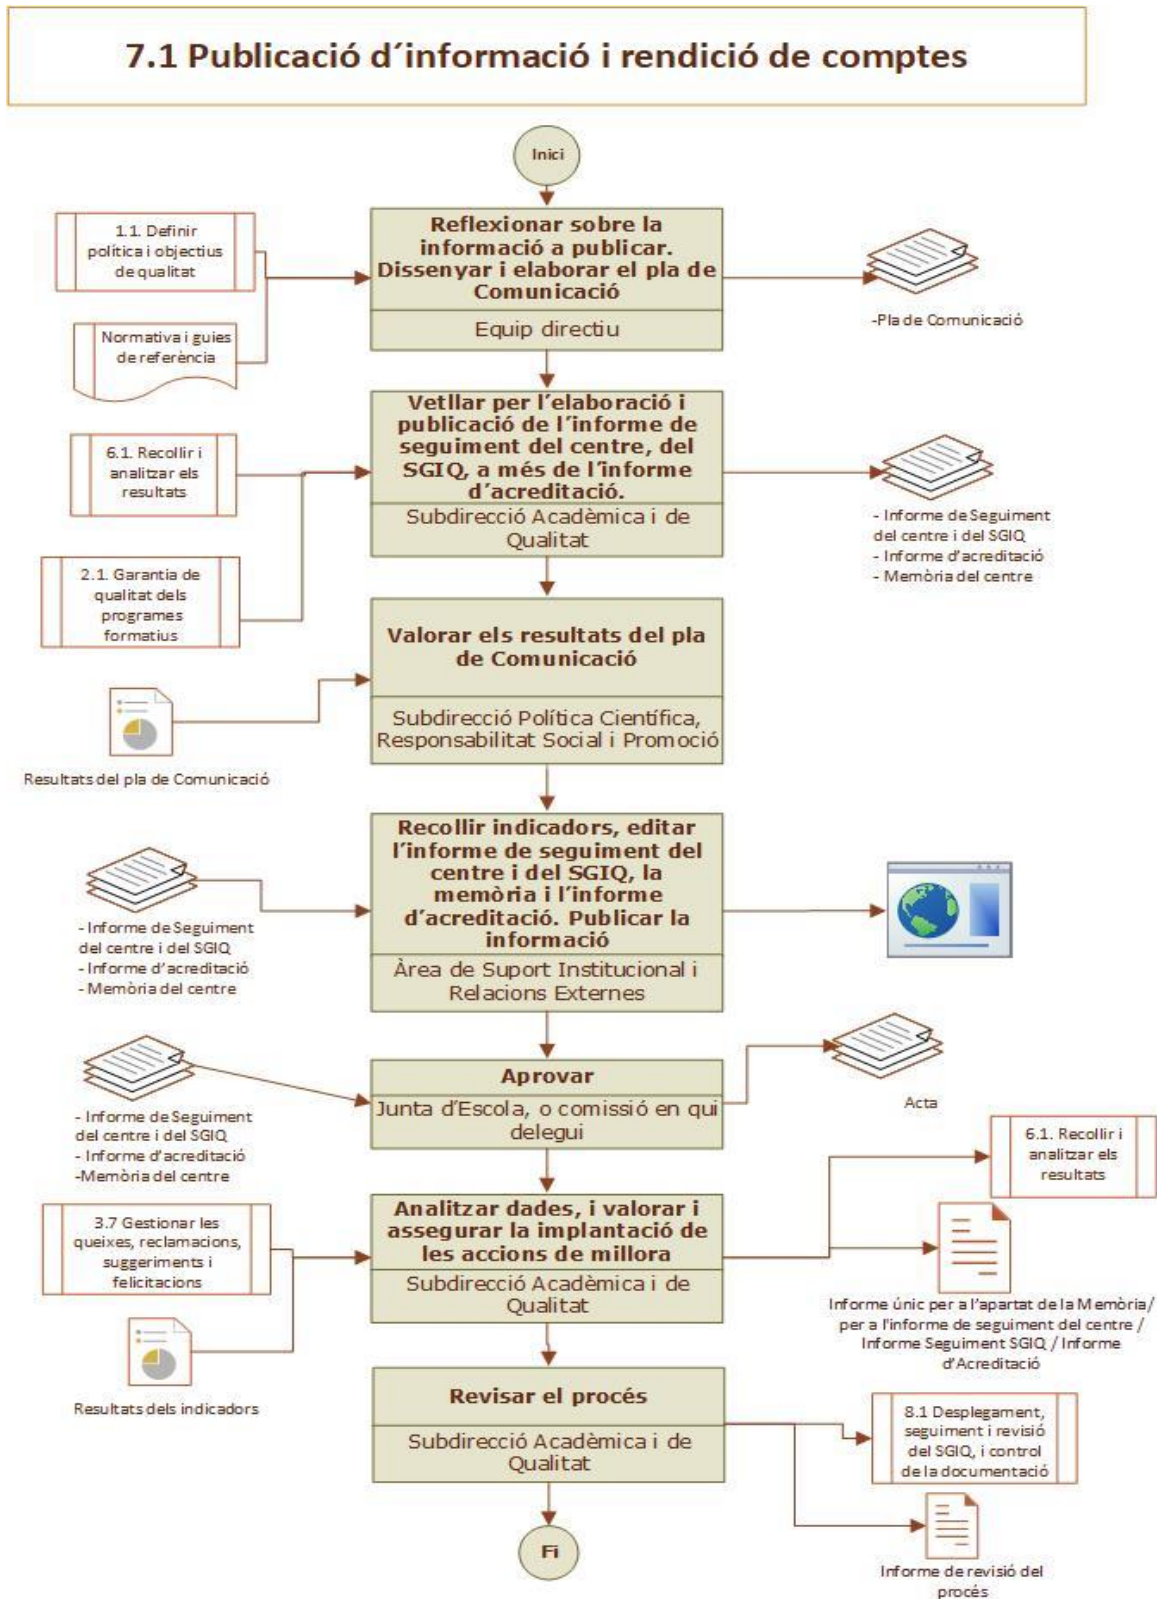 7.1 Publicació d´informació i rendició de comptes
Inici
1.1. Definir
política i objectius
de qualitat
Normativa i guies
de referència
Reflexionar sobre la
informació a publicar.
Dissenyar i elaborar el pla de
Comunicació
Equip directiu
-Pla de Comunicació
6.1. Recollir i
analitzar els
resultats
2.1. Garantia de
qualitat dels
programes
formatius
Vetllar per l´elaboració i
publicació de l´informe de
seguiment del centre, del
SGIQ, a més de l´informe
d´acreditació.
Subdirecció Acadèmica i de
Qualitat
- Informe de Seguiment
del centre i del SGIQ
- Informe d’acreditació
- Memòria del centre
Valorar els resultats del pla
de Comunicació
Subdirecció Política Científica,
Responsabilitat Social i Promoció
Resultats del pla de Comunicació
Recollir indicadors, editar
l´informe de seguiment del
centre i del SGIQ, la
memòria i l´informe
d´acreditació. Publicar la
informació
Àrea de Suport Institucional i
Relacions Externes
- Informe de Seguiment
del centre i del SGIQ
- Informe d’acreditació
- Memòria del centre
Aprovar
Junta d’Escola, o comissió en qui
delegui
- Informe de Seguiment
del centre i del SGIQ
- Informe d’acreditació
-Memòria del centre
Acta
6.1. Recollir i
analitzar els
resultats
3.7 Gestionar les
queixes, reclamacions,
suggeriments i
felicitacions
Analitzar dades, i valorar i
assegurar la implantació de
les accions de millora
Subdirecció Acadèmica i de
Qualitat
Informe únic per a l’apartat de la Memòria/
per a l'informe de seguiment del centre /
Informe Seguiment SGIQ / Informe
d’Acreditació
Resultats dels indicadors
Revisar el procés
Subdirecció Acadèmica i de
Qualitat
8.1 Desplegament,
seguiment i revisió
del SGIQ, i control
de la documentació
Informe de revisió del
procés
Fi